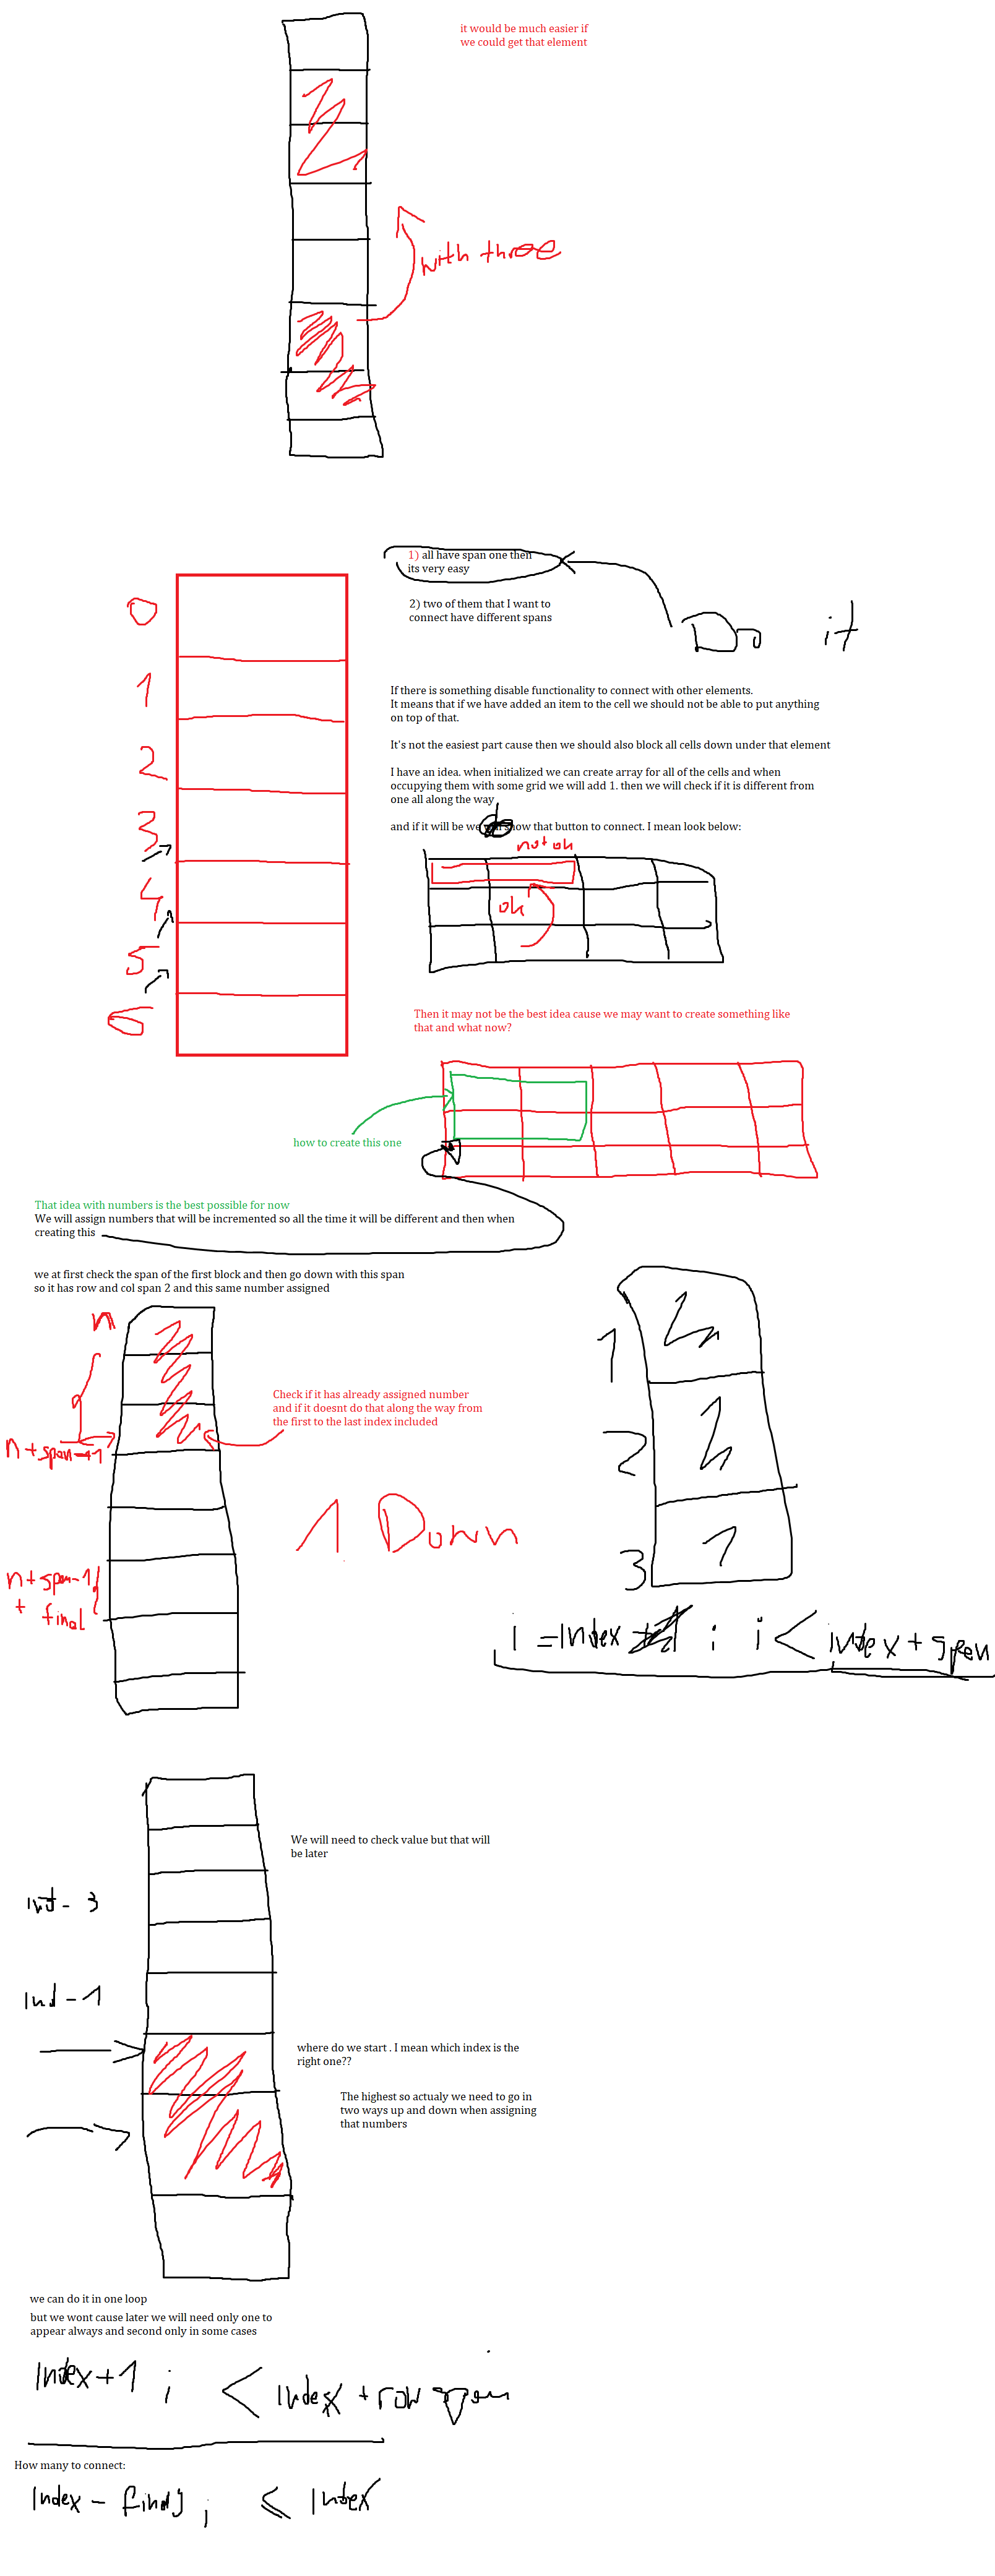 it would be much easier if
we could get that element
with three
1) all have span one then
its very easy
2) two of them that I want to
connect have different spans
Do it
0
1
2
3
4
5
6
If there is something disable functionality to connect with other elements.
It means that if we have added an item to the cell we should not be able to put anything
on top of that.
It's not the easiest part cause then we should also block all cells down under that element
I have an idea. when initialized we can create array for all of the cells and when
occupying them with some grid we will add 1. then we will check if it is different from
one all along the way
and if it will be we show that button to connect. I mean look below:
not ok
ok
Then it may not be the best idea cause we may want to create something like
that and what now?
how to create this one
That idea with numbers is the best possible for now
We will assign numbers that will be incremented so all the time it will be different and then when
creating this
we at first check the span of the first block and then go down with this span
so it has row and col span 2 and this same number assigned
n
n+span-1
n+span-1
+ final
Check if it has already assigned number
and if it doesnt do that along the way from
the first to the last index included
1 Down
1
2
3
1
i = index ; i < index + span
We will need to check value but that will
be later
ind - 3
ind - 1
where do we start . I mean which index is the
right one??
The highest so actualy we need to go in
two ways up and down when assigning
that numbers
we can do it in one loop
but we wont cause later we will need only one to
appear always and second only in some cases
index+1 ; < index + row span
How many to connect:
index - final ; ≤ index